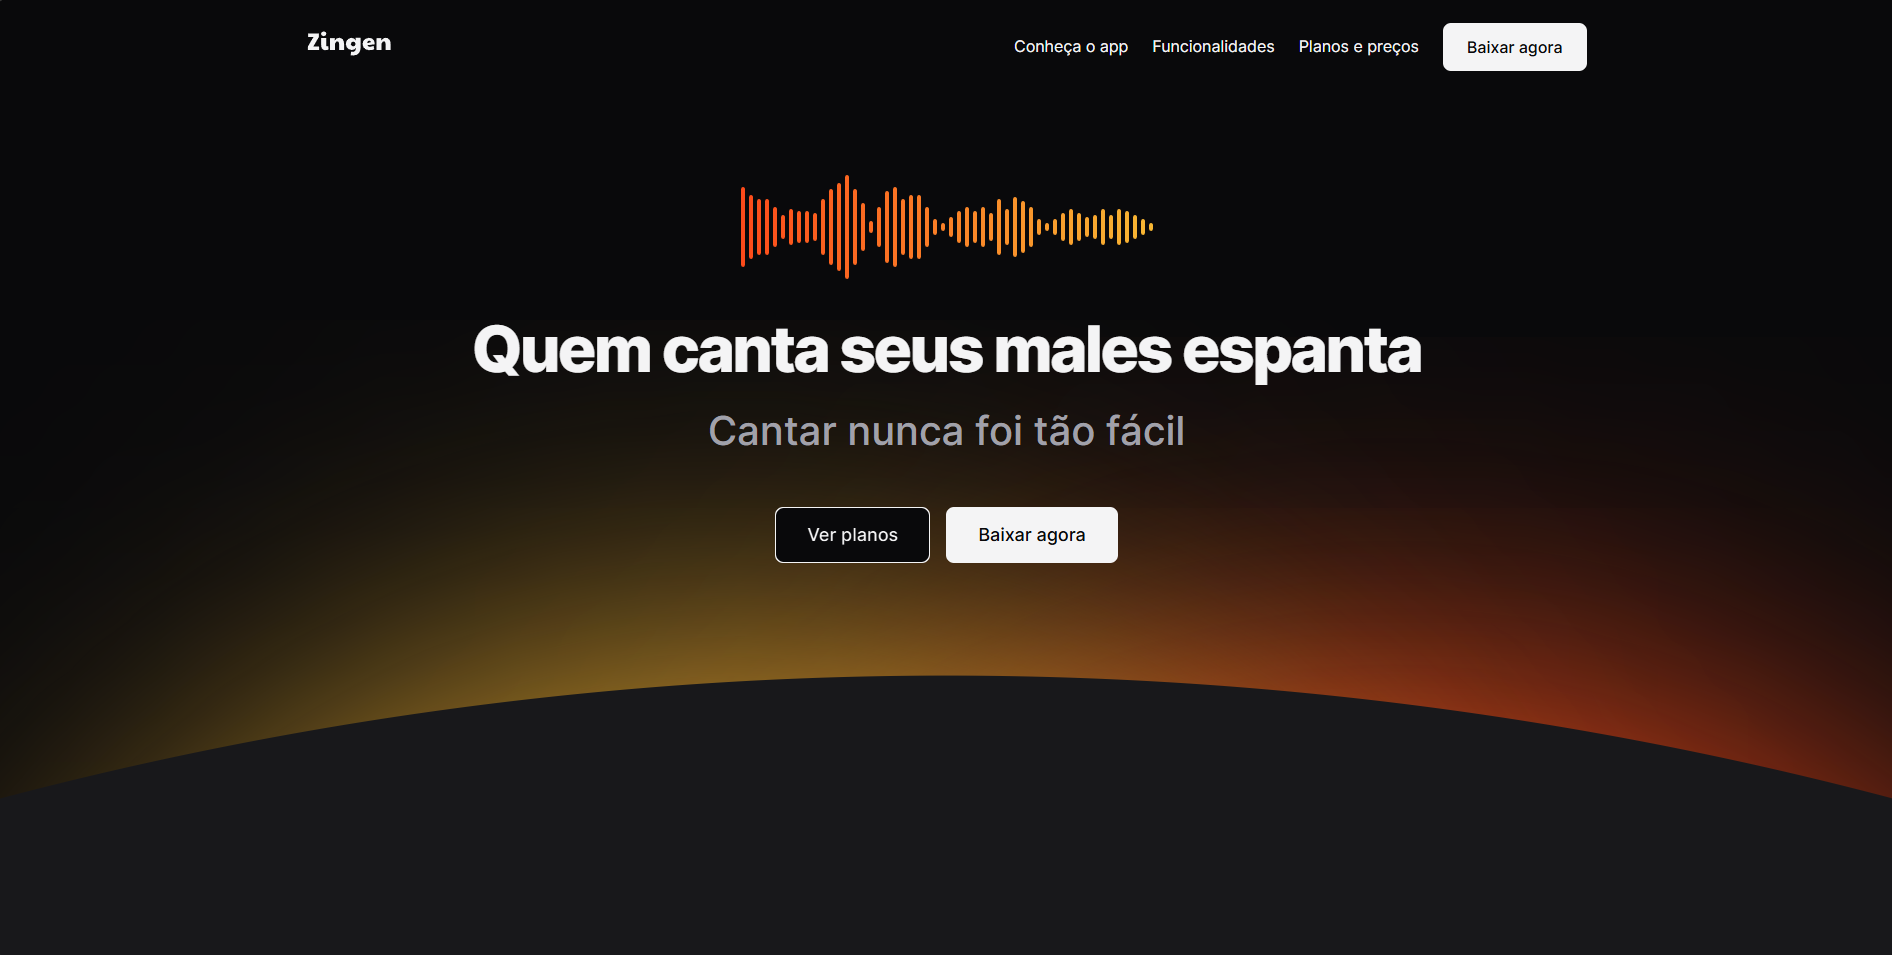 Zingen
Conheça o app
Funcionalidades
Planos e preços
Baixar agora
Quem canta seus males espanta
Cantar nunca foi tão fácil
Ver planos
Baixar agora